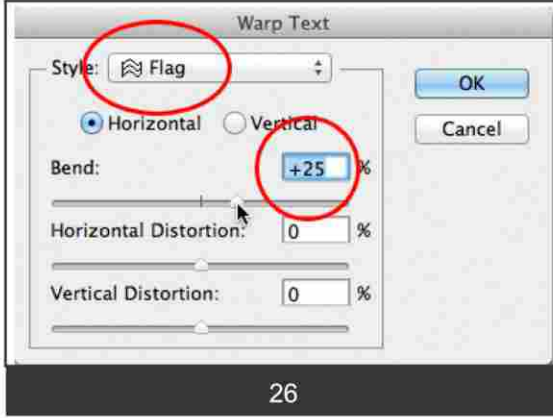 Warp Text
Style: Flag
OK
Horizontal Vertical
Cancel
Bend: +25 %
Horizontal Distortion: 0 %
Vertical Distortion: 0 %
26